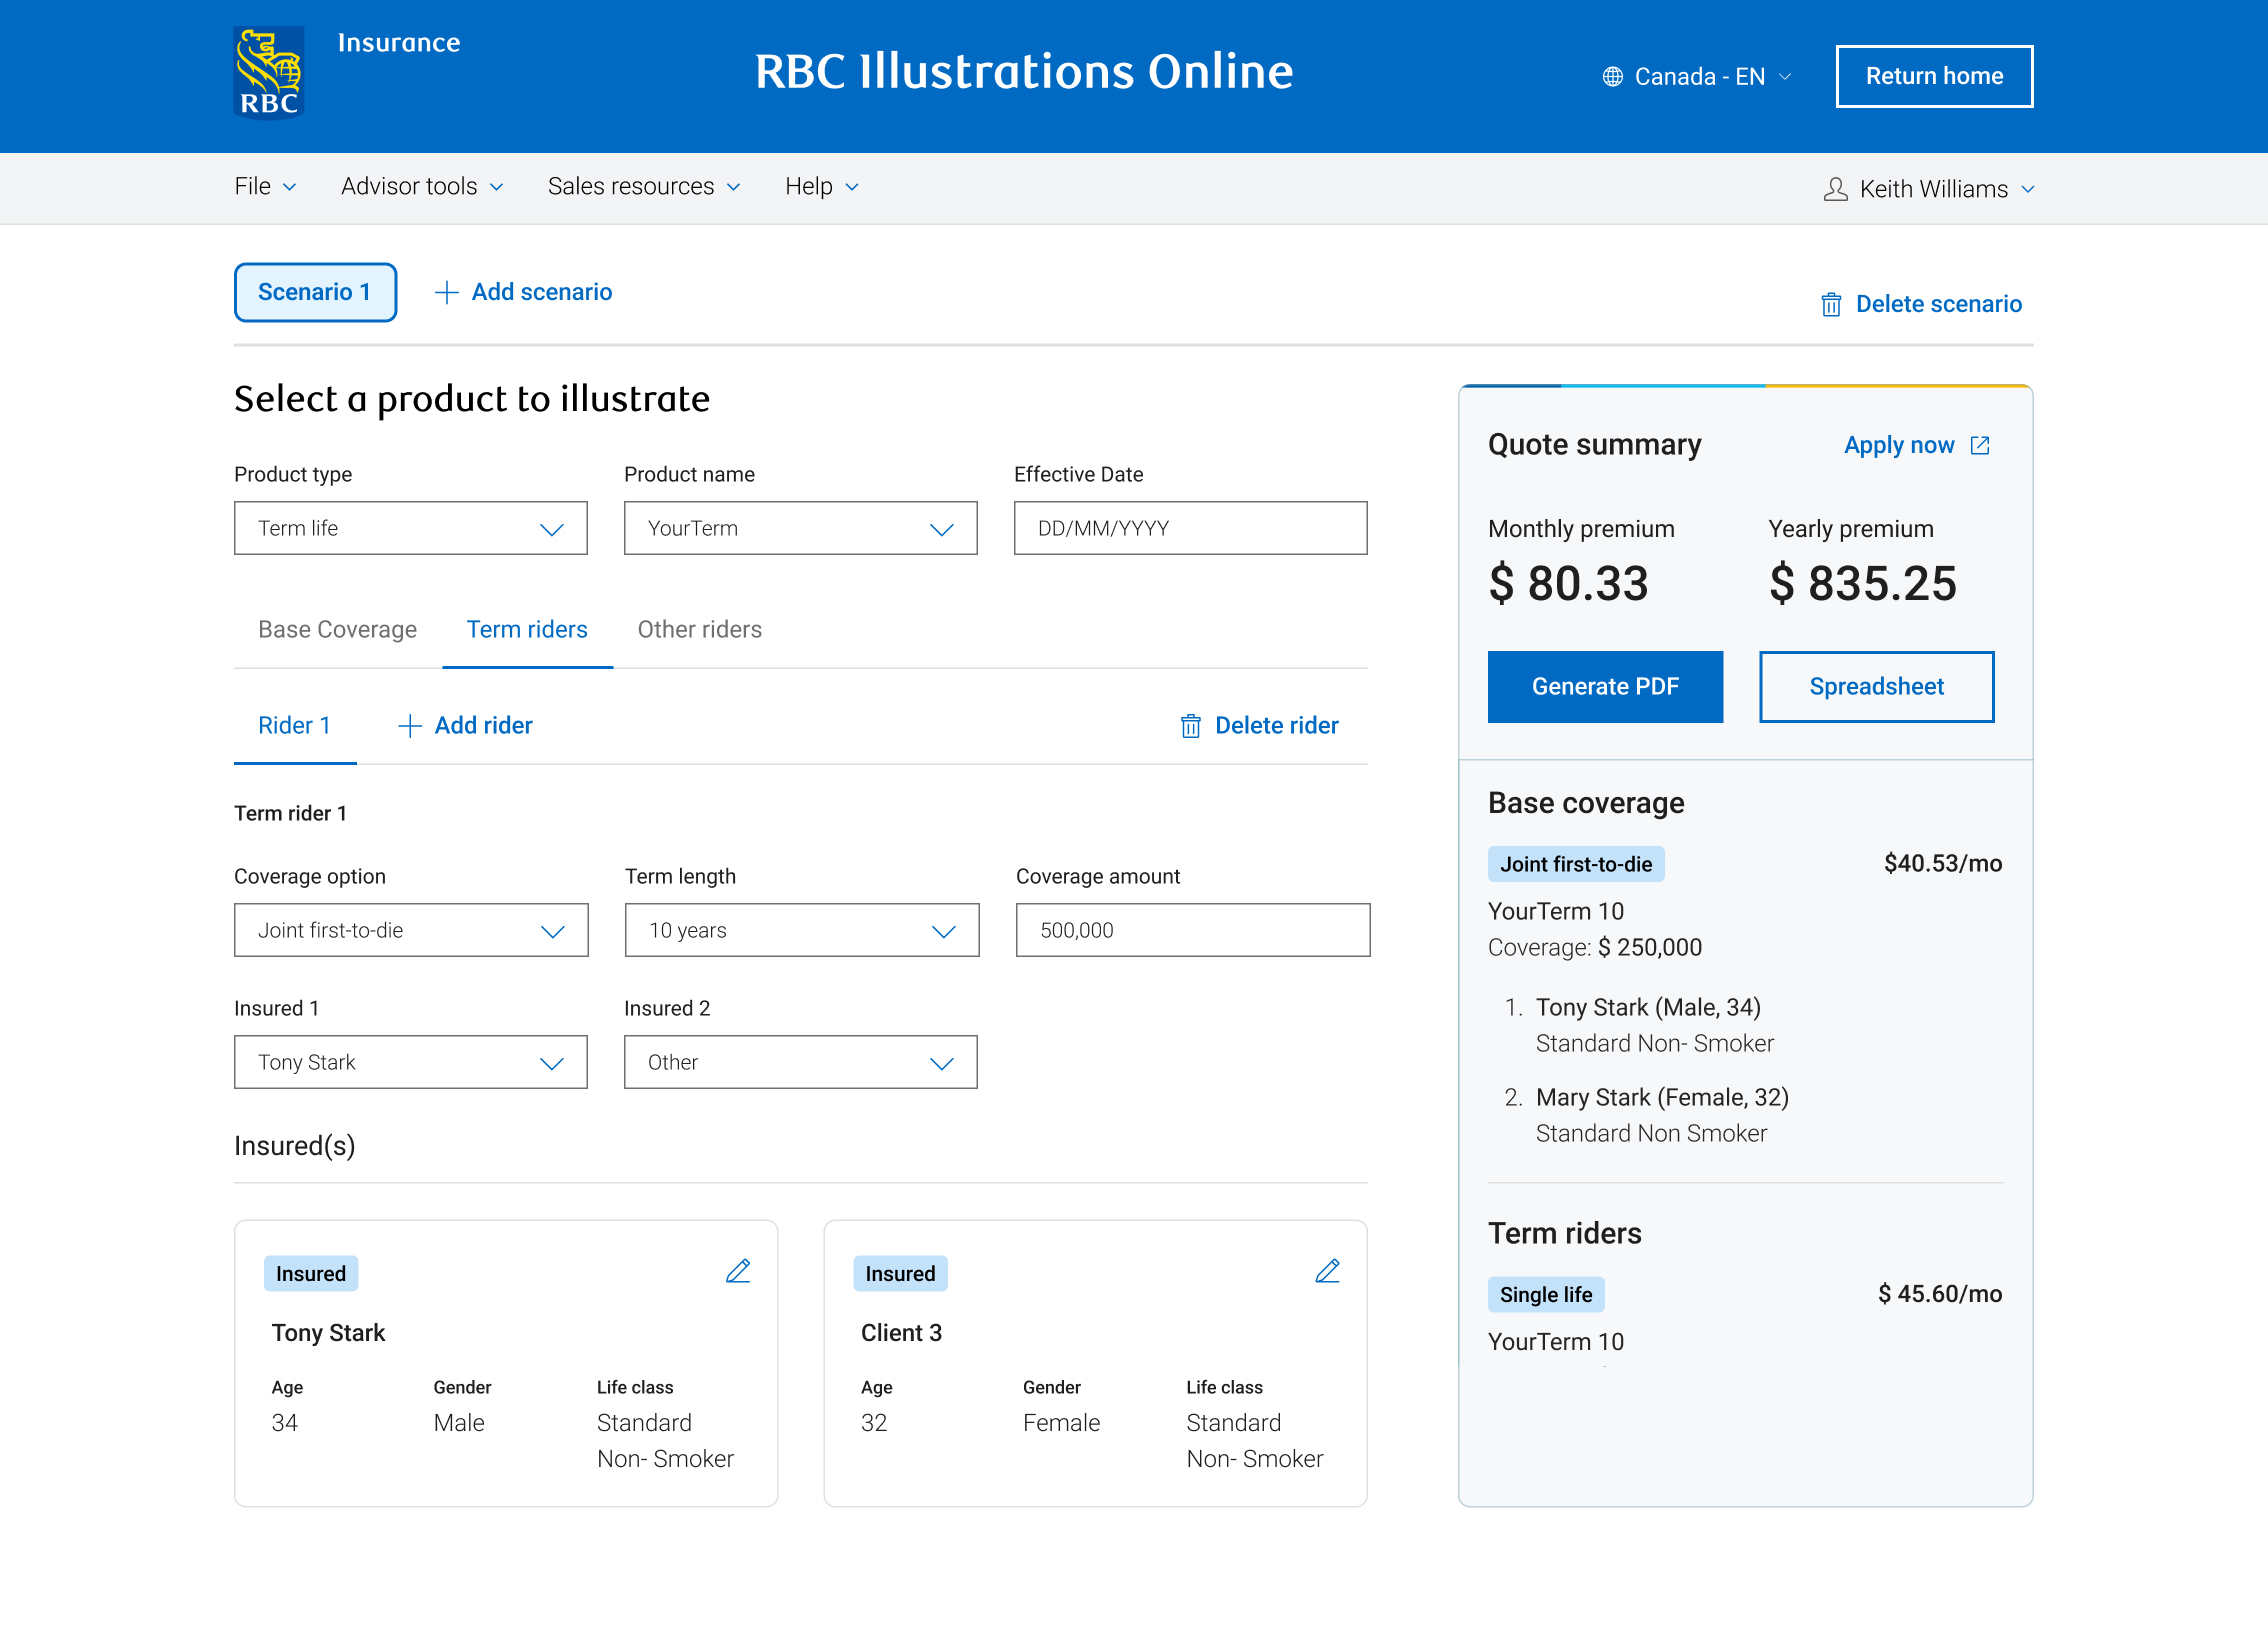 RBC
Insurance
RBC Illustrations Online
Canada - EN
Return home
File
Advisor tools
Sales resources
Help
Keith Williams
Scenario 1
Add scenario
Delete scenario
Select a product to illustrate
Product type
Product name
Effective Date
Term life
YourTerm
DD/MM/YYYY
Base Coverage
Term riders
Other riders
Rider 1
Add rider
Delete rider
Term rider 1
Coverage option
Term length
Coverage amount
Joint first-to-die
10 years
500,000
Insured 1
Insured 2
Tony Stark
Other
Insured(s)
Insured
Tony Stark
Age
Gender
Life class
34
Male
Standard
Non- Smoker
Insured
Client 3
Age
Gender
Life class
32
Female
Standard
Non- Smoker
Quote summary
Apply now
Monthly premium
Yearly premium
$ 80.33
$ 835.25
Generate PDF
Spreadsheet
Base coverage
Joint first-to-die
$40.53/mo
YourTerm 10
Coverage: $ 250,000
1. Tony Stark (Male, 34)
Standard Non- Smoker
2. Mary Stark (Female, 32)
Standard Non Smoker
Term riders
Single life
$ 45.60/mo
YourTerm 10